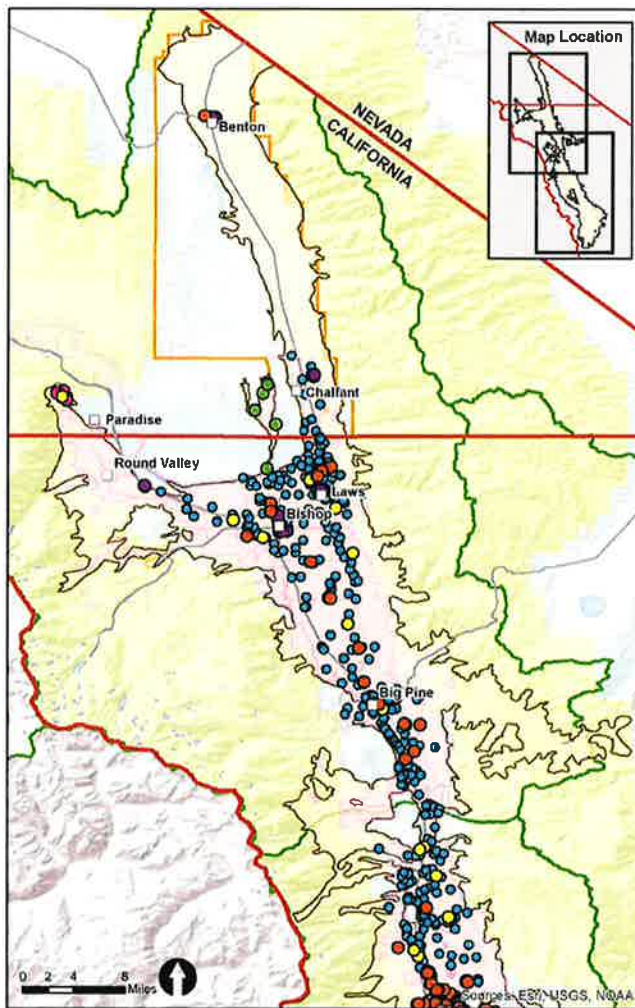 Map Location
NEVADA
CALIFORNIA
Benton
Chalfant
Paradise
Round Valley
Laws
Bishop
Big Pine
0 2 4 8
Miles
Sources: Esri, USGS, NOAA